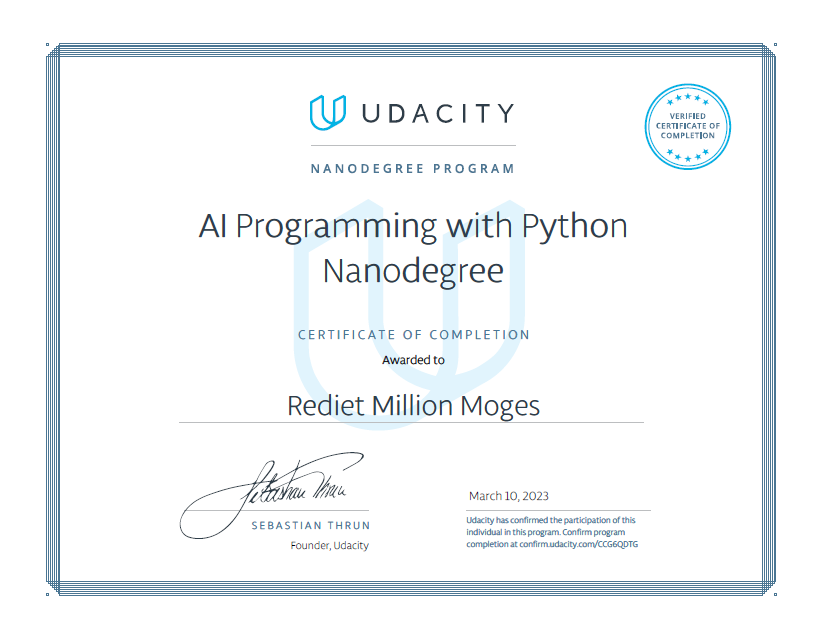 UDACITY
VERIFIED
CERTIFICATE OF
COMPLETION
NANODEGREE PROGRAM
AI Programming with Python
Nanodegree
CERTIFICATE OF COMPLETION
Awarded to
Rediet Million Moges
Sebastian Thrun
SEBASTIAN THRUN
Founder, Udacity
March 10, 2023
Udacity has confirmed the participation of this
individual in this program. Confirm program
completion at confirm.udacity.com/CCG6QDTG